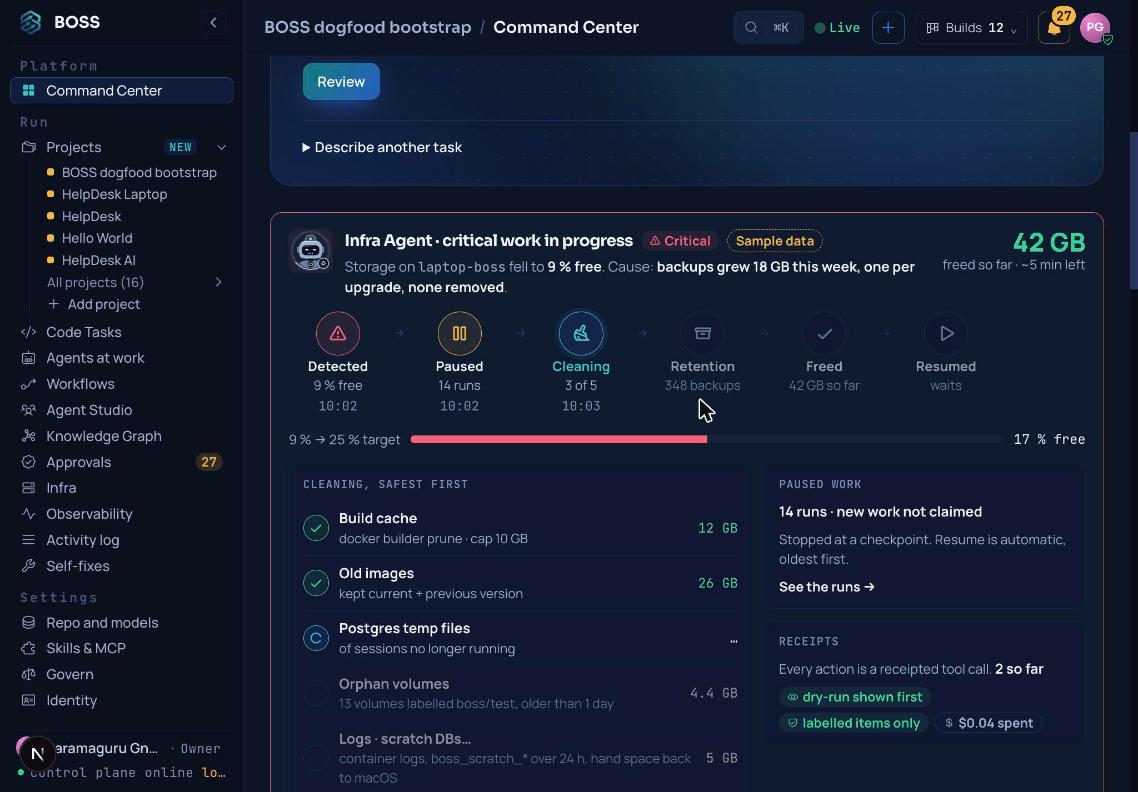 BOSS
BOSS dogfood bootstrap / Command Center
⌘K
Live
Builds 12
27
PG
Platform
Command Center
Run
Projects NEW
BOSS dogfood bootstrap
HelpDesk Laptop
HelpDesk
Hello World
HelpDesk AI
All projects (16)
Add project
Code Tasks
Agents at work
Workflows
Agent Studio
Knowledge Graph
Approvals 27
Infra
Observability
Activity log
Self-fixes
Settings
Repo and models
Skills & MCP
Govern
Identity
aramaguru Gn… · Owner
N
control plane online lo…
Review
Describe another task
Infra Agent · critical work in progress Critical Sample data
Storage on laptop-boss fell to 9 % free. Cause: backups grew 18 GB this week, one per
upgrade, none removed.
42 GB
freed so far · ~5 min left
Detected → Paused → Cleaning → Retention → Freed → Resumed
9 % free 14 runs 3 of 5 348 backups 42 GB so far waits
10:02 10:02 10:03
9 % → 25 % target 17 % free
CLEANING, SAFEST FIRST
Build cache
docker builder prune · cap 10 GB
12 GB
Old images
kept current + previous version
26 GB
Postgres temp files
of sessions no longer running
…
Orphan volumes
13 volumes labelled boss/test, older than 1 day
4.4 GB
Logs · scratch DBs…
container logs, boss_scratch_* over 24 h, hand space back
to macOS
5 GB
PAUSED WORK
14 runs · new work not claimed
Stopped at a checkpoint. Resume is automatic,
oldest first.
See the runs →
RECEIPTS
Every action is a receipted tool call. 2 so far
dry-run shown first
labelled items only
$ $0.04 spent